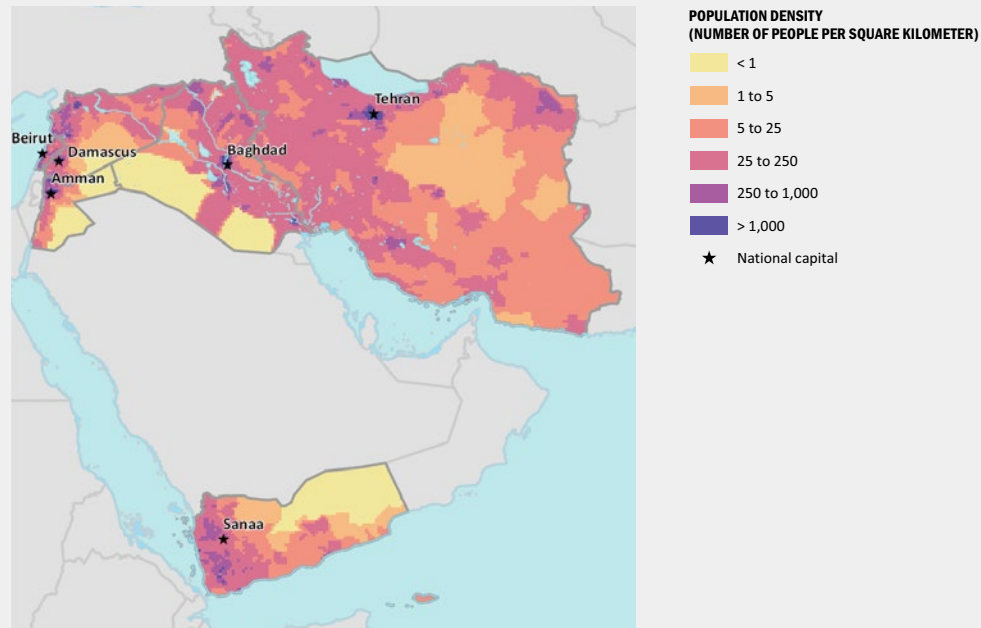 POPULATION DENSITY
(NUMBER OF PEOPLE PER SQUARE KILOMETER)
< 1
1 to 5
5 to 25
25 to 250
250 to 1,000
> 1,000
National capital
Tehran
Beirut
Damascus
Baghdad
Amman
Sanaa